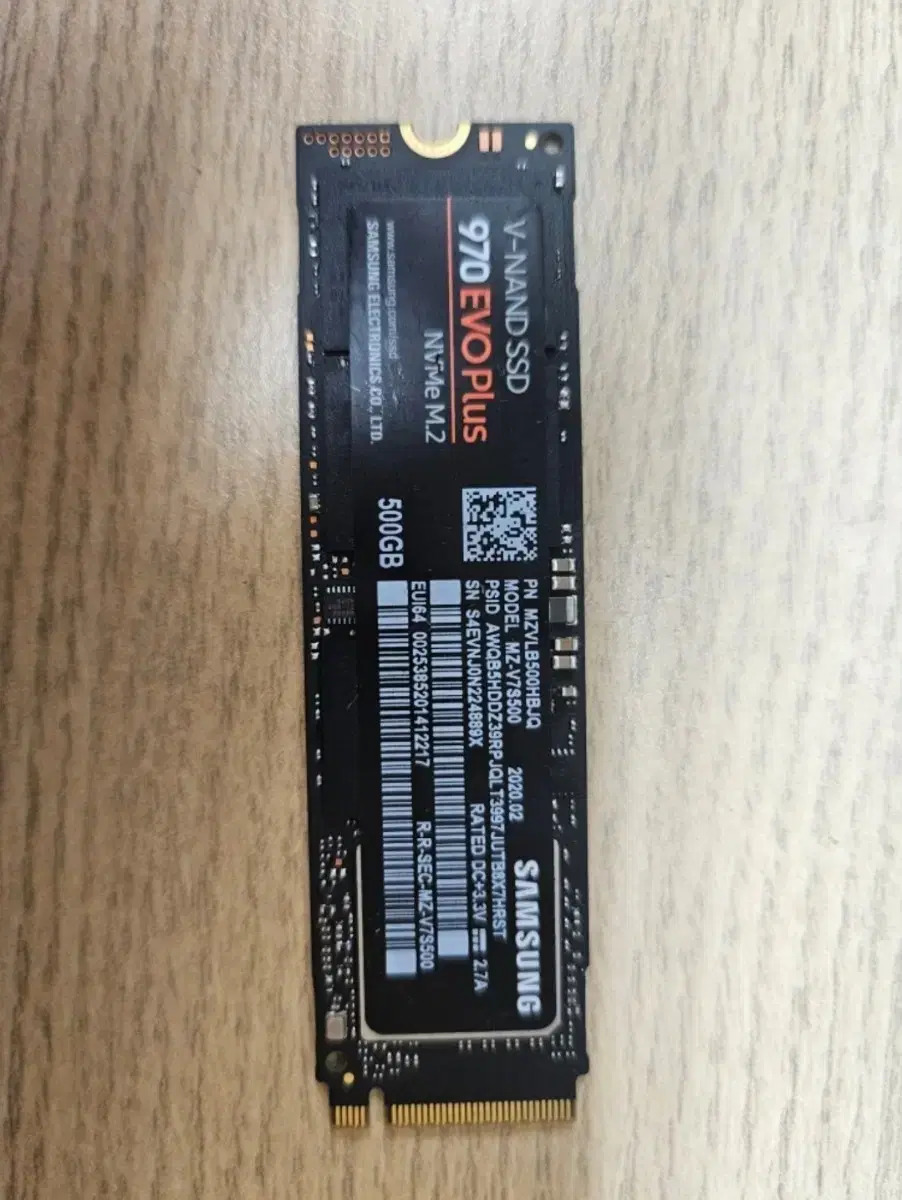 V-NAND SSD
970 EVO Plus
NVMe M.2
www.samsung.com/ssd
SAMSUNG ELECTRONICS CO., LTD.
500GB
PN MZVLB500HBJQ
MODEL MZ-V7S500 2020.02
PSID AWQB5HDDZ39RPJQLT3997JUTB8X7HRST
SN S4EVNJ0N224889X RATED DC+3.3V 2.7A
EUI64 0025385201412217 R-R-SEC-MZ-V7S500
SAMSUNG